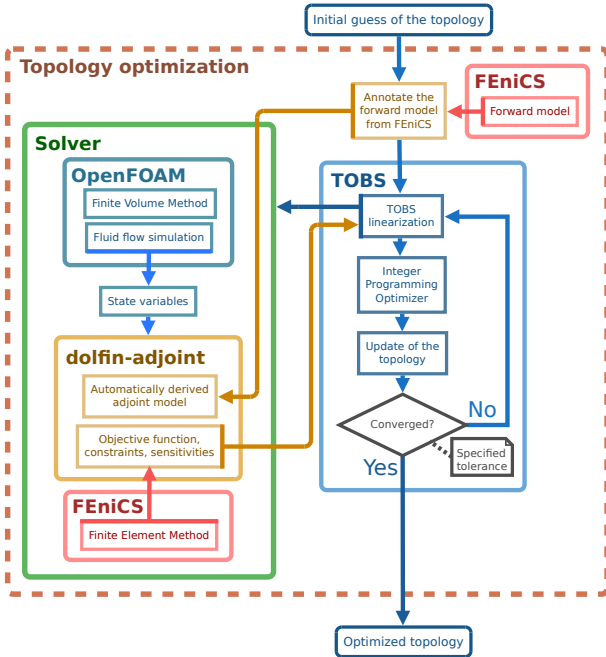 Initial guess of the topology
Topology optimization
FEniCS
Forward model
Annotate the
forward model
from FEniCS
Solver
OpenFOAM
Finite Volume Method
Fluid flow simulation
State variables
dolfin-adjoint
Automatically derived
adjoint model
Objective function,
constraints, sensitivities
FEniCS
Finite Element Method
TOBS
TOBS
linearization
Integer
Programming
Optimizer
Update of the
topology
Converged?
No
Specified
tolerance
Yes
Optimized topology